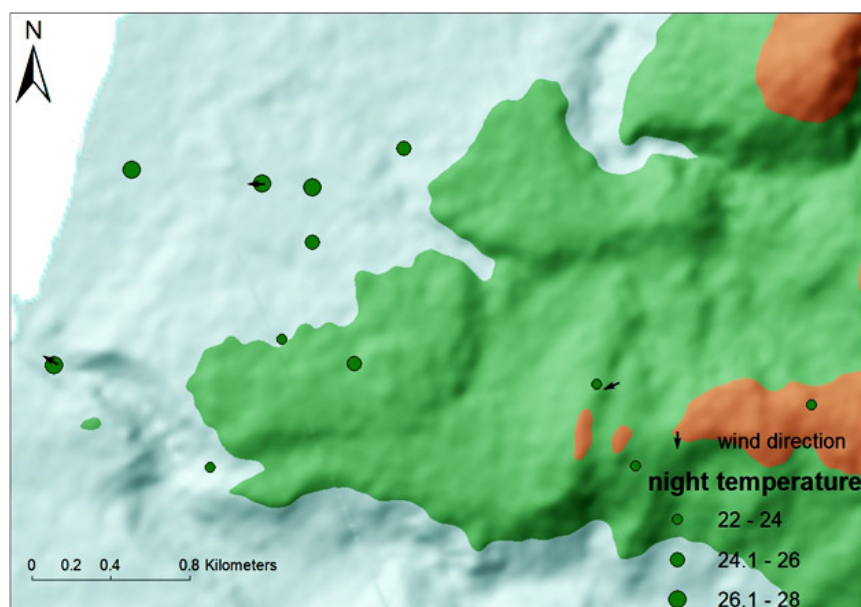 N
wind direction
night temperature
22 - 24
24.1 - 26
26.1 - 28
0 0.2 0.4 0.8 Kilometers